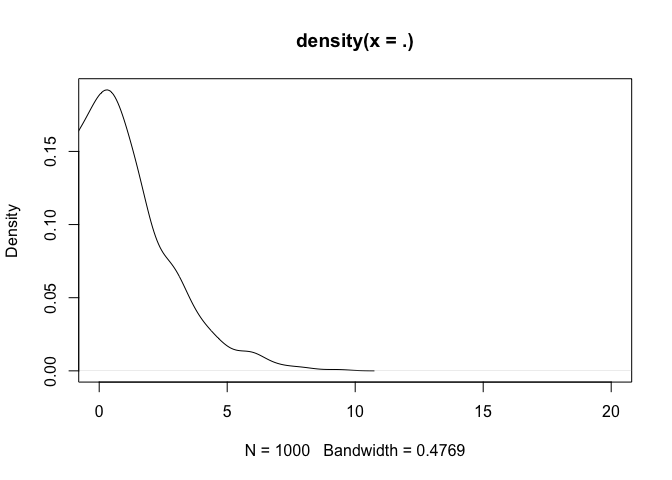 density(x = .)
Density
0.15
0.10
0.05
0.00
0 5 10 15 20
N = 1000   Bandwidth = 0.4769